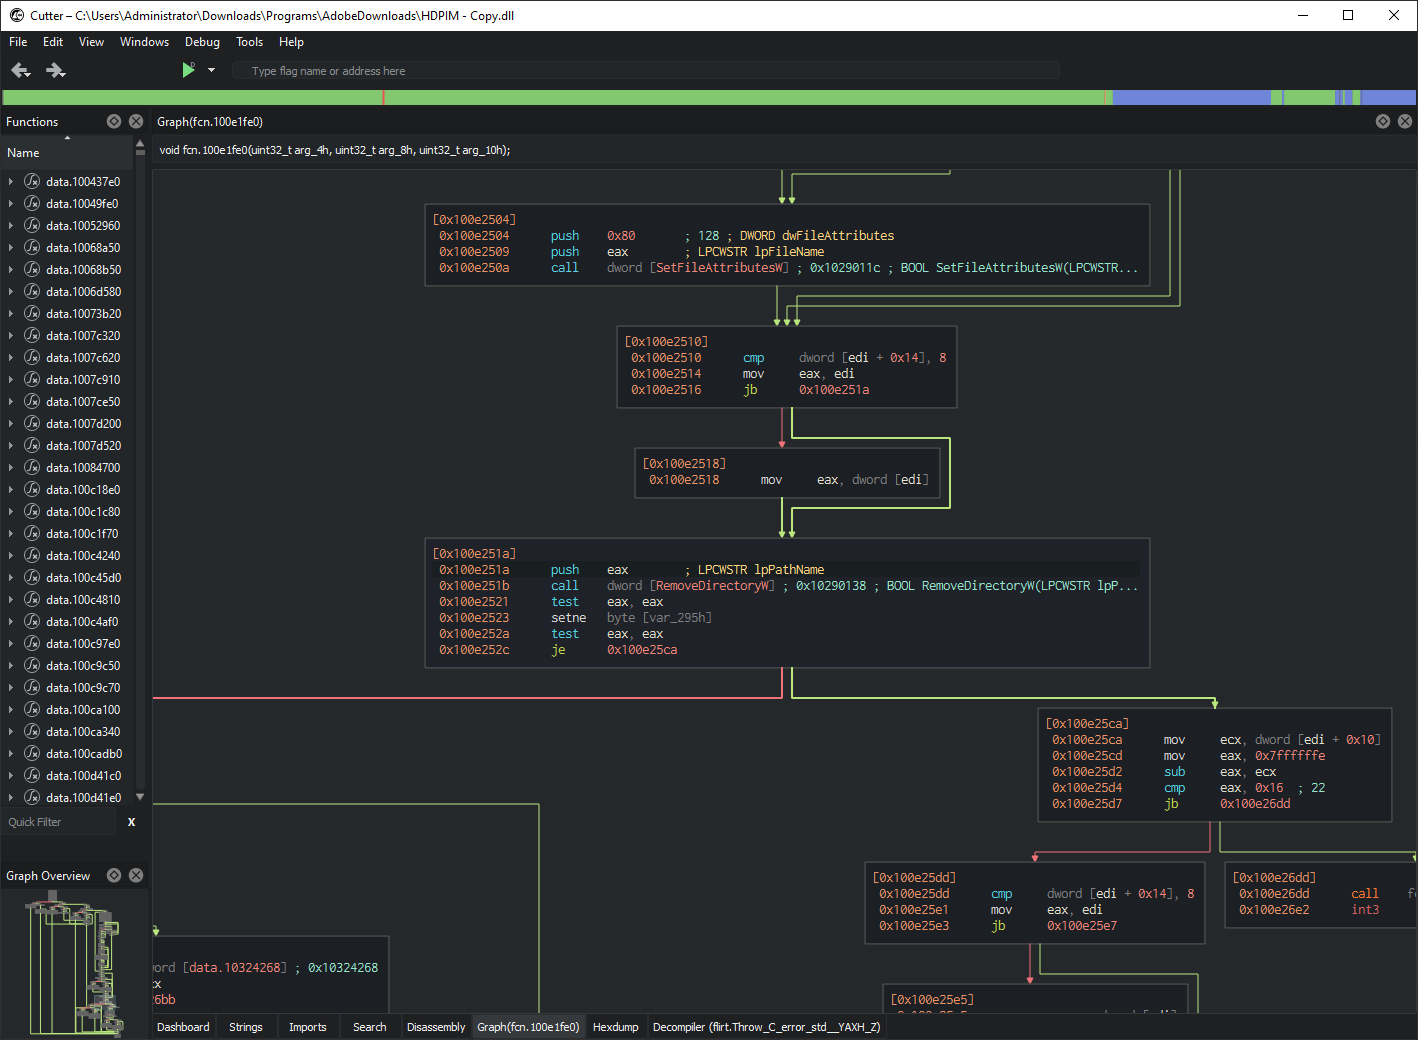 Cutter – C:\Users\Administrator\Downloads\Programs\AdobeDownloads\HDPIM - Copy.dll
File Edit View Windows Debug Tools Help
Type flag name or address here
Functions
Name
data.100437e0
data.10049fe0
data.10052960
data.10068a50
data.10068b50
data.1006d580
data.10073b20
data.1007c320
data.1007c620
data.1007c910
data.1007ce50
data.1007d200
data.1007d520
data.10084700
data.100c18e0
data.100c1c80
data.100c1f70
data.100c4240
data.100c45d0
data.100c4810
data.100c4af0
data.100c97e0
data.100c9c50
data.100c9c70
data.100ca100
data.100ca340
data.100cadb0
data.100d41c0
data.100d41e0
Quick Filter X
Graph Overview
Graph(fcn.100e1fe0)
void fcn.100e1fe0(uint32_t arg_4h, uint32_t arg_8h, uint32_t arg_10h);
[0x100e2504]
0x100e2504 push 0x80 ; 128 ; DWORD dwFileAttributes
0x100e2509 push eax ; LPCWSTR lpFileName
0x100e250a call dword [SetFileAttributesW] ; 0x1029011c ; BOOL SetFileAttributesW(LPCWSTR...
[0x100e2510]
0x100e2510 cmp dword [edi + 0x14], 8
0x100e2514 mov eax, edi
0x100e2516 jb 0x100e251a
[0x100e2518]
0x100e2518 mov eax, dword [edi]
[0x100e251a]
0x100e251a push eax ; LPCWSTR lpPathName
0x100e251b call dword [RemoveDirectoryW] ; 0x10290138 ; BOOL RemoveDirectoryW(LPCWSTR lpP...
0x100e2521 test eax, eax
0x100e2523 setne byte [var_295h]
0x100e252a test eax, eax
0x100e252c je 0x100e25ca
[0x100e25ca]
0x100e25ca mov ecx, dword [edi + 0x10]
0x100e25cd mov eax, 0x7ffffffe
0x100e25d2 sub eax, ecx
0x100e25d4 cmp eax, 0x16 ; 22
0x100e25d7 jb 0x100e26dd
[0x100e25dd]
0x100e25dd cmp dword [edi + 0x14], 8
0x100e25e1 mov eax, edi
0x100e25e3 jb 0x100e25e7
[0x100e26dd]
0x100e26dd call
0x100e26e2 int3
[data.10324268] ; 0x10324268
[0x100e25e5]
Dashboard Strings Imports Search Disassembly Graph(fcn.100e1fe0) Hexdump Decompiler (flirt.Throw_C_error_std__YAXH_Z)